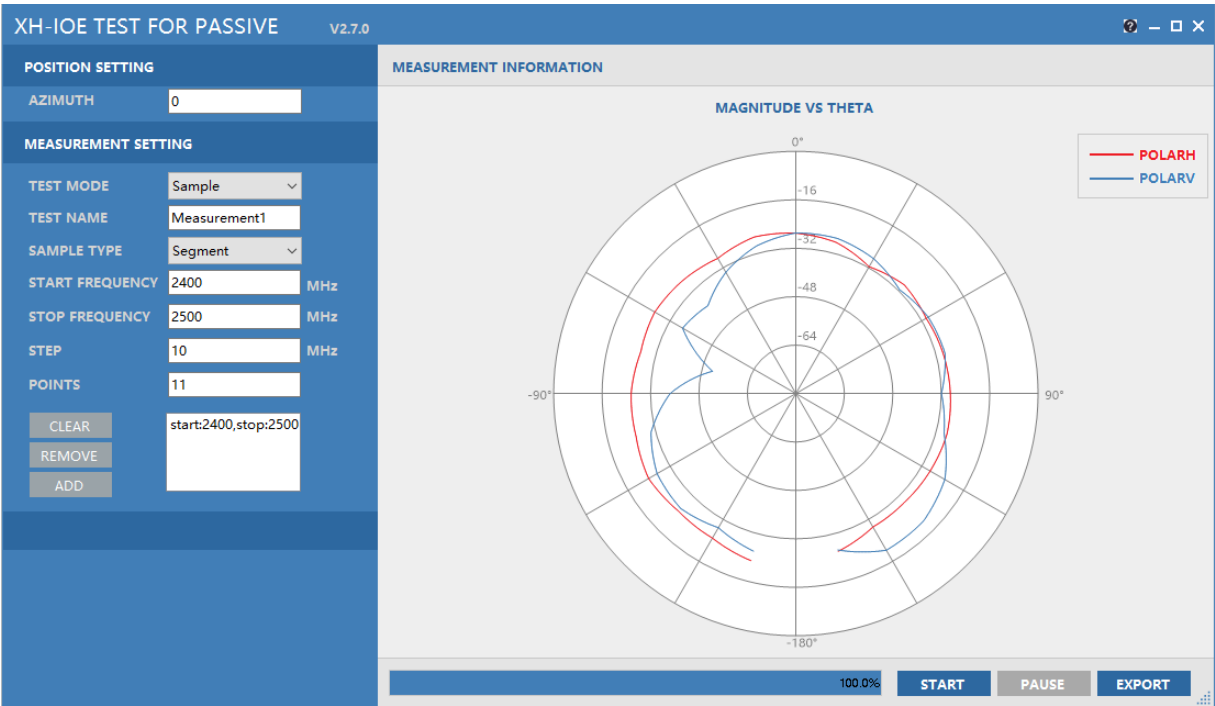 XH-IOE TEST FOR PASSIVE V2.7.0
POSITION SETTING
AZIMUTH 0
MEASUREMENT SETTING
TEST MODE Sample
TEST NAME Measurement1
SAMPLE TYPE Segment
START FREQUENCY 2400 MHz
STOP FREQUENCY 2500 MHz
STEP 10 MHz
POINTS 11
CLEAR
REMOVE
ADD
start:2400,stop:2500
MEASUREMENT INFORMATION
MAGNITUDE VS THETA
POLARH
POLARV
0°
-16
-32
-48
-64
-90°
90°
-180°
100.0%
START PAUSE EXPORT